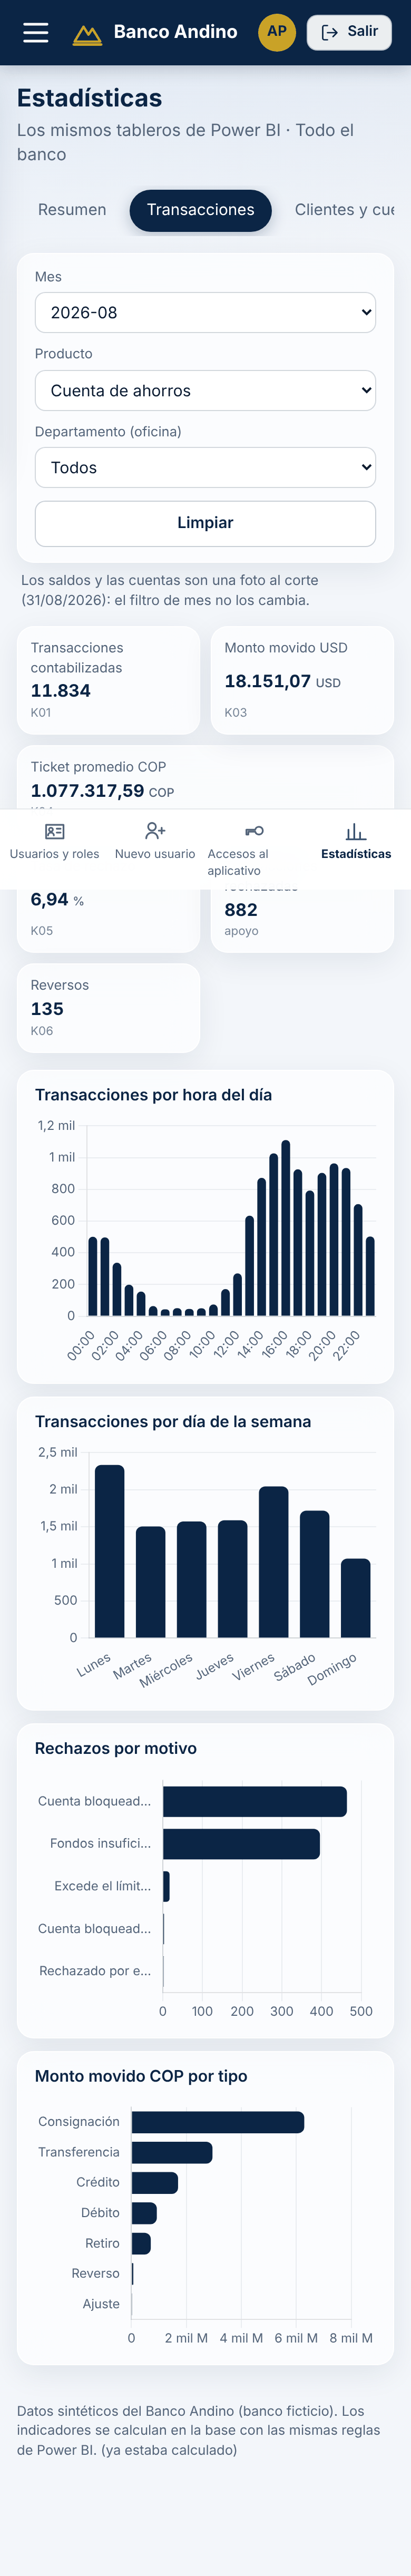 Banco Andino
AP
Salir
Estadísticas
Los mismos tableros de Power BI · Todo el
banco
Resumen
Transacciones
Clientes y cue
Mes
2026-08
Producto
Cuenta de ahorros
Departamento (oficina)
Todos
Limpiar
Los saldos y las cuentas son una foto al corte
(31/08/2026): el filtro de mes no los cambia.
Transacciones
contabilizadas
11.834
K01
Monto movido USD
18.151,07 USD
K03
Ticket promedio COP
1.077.317,59 COP
Usuarios y roles
Nuevo usuario
Accesos al
aplicativo
Estadísticas
6,94 %
K05
882
apoyo
Reversos
135
K06
Transacciones por hora del día
1,2 mil
1 mil
800
600
400
200
0
00:00
02:00
04:00
06:00
08:00
10:00
12:00
14:00
16:00
18:00
20:00
22:00
Transacciones por día de la semana
2,5 mil
2 mil
1,5 mil
1 mil
500
0
Lunes
Martes
Miércoles
Jueves
Viernes
Sábado
Domingo
Rechazos por motivo
Cuenta bloquead...
Fondos insufici...
Excede el límit...
Cuenta bloquead...
Rechazado por e...
0 100 200 300 400 500
Monto movido COP por tipo
Consignación
Transferencia
Crédito
Débito
Retiro
Reverso
Ajuste
0 2 mil M 4 mil M 6 mil M 8 mil M
Datos sintéticos del Banco Andino (banco ficticio). Los
indicadores se calculan en la base con las mismas reglas
de Power BI. (ya estaba calculado)